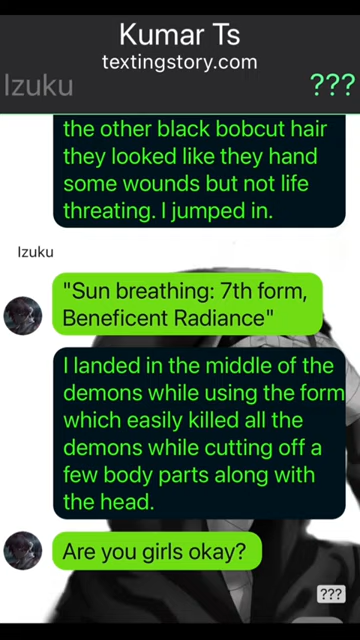 Kumar Ts
textingstory.com
Izuku
???
the other black bobcut hair
they looked like they hand
some wounds but not life
threating. I jumped in.
Izuku
"Sun breathing: 7th form,
Beneficent Radiance"
I landed in the middle of the
demons while using the form
which easily killed all the
demons while cutting off a
few body parts along with
the head.
Are you girls okay?
???